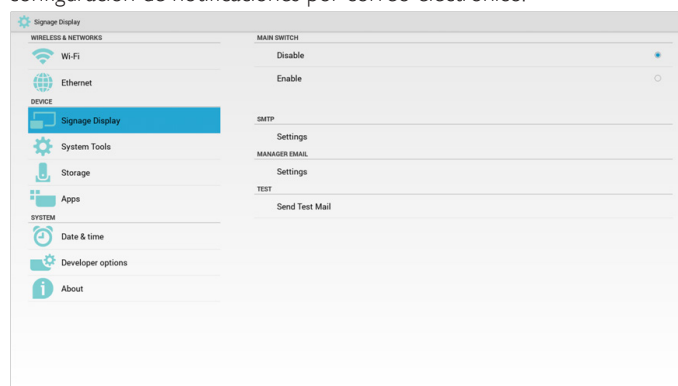 configuración de notificaciones por correo electrónico.
Signage Display
WIRELESS & NETWORKS
Wi-Fi
Ethernet
DEVICE
Signage Display
System Tools
Storage
Apps
SYSTEM
Date & time
Developer options
About
MAIN SWITCH
Disable
Enable
SMTP
Settings
MANAGER EMAIL
Settings
TEST
Send Test Mail